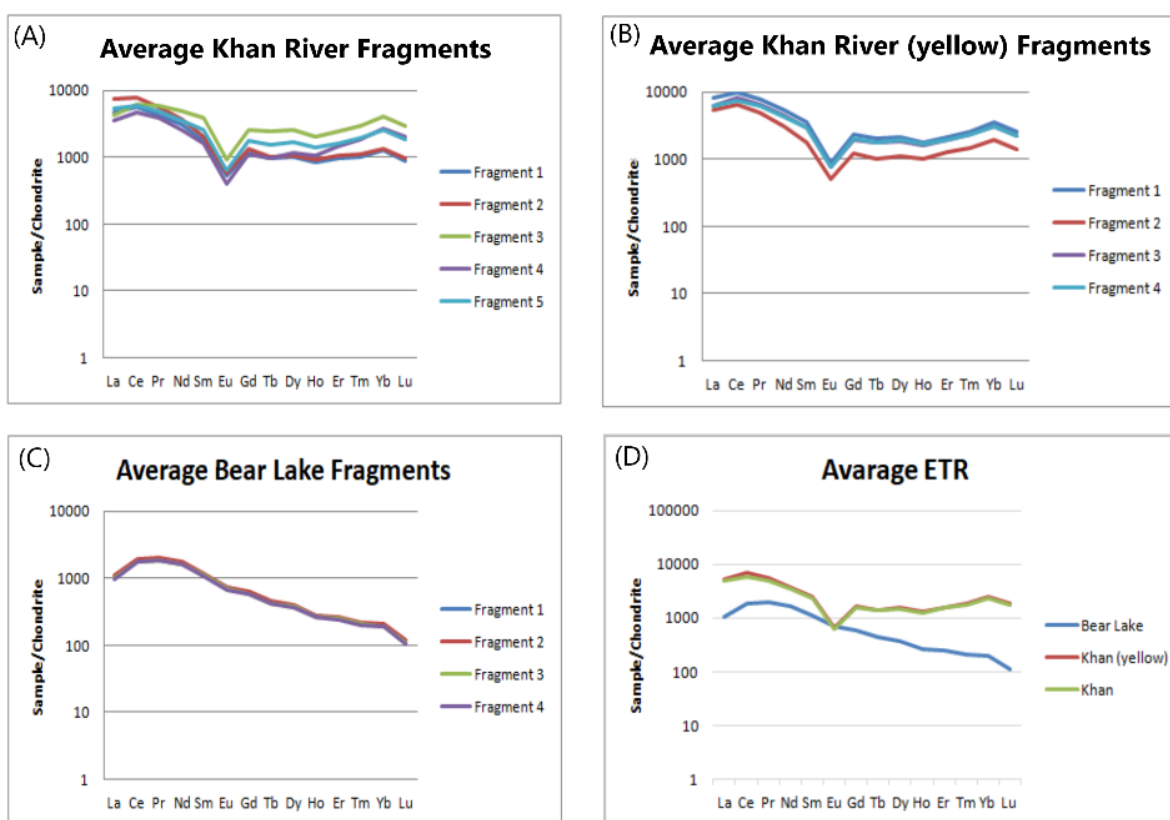 (A)
Average Khan River Fragments
Sample/Chondrite
10000
1000
100
10
1
La Ce Pr Nd Sm Eu Gd Tb Dy Ho Er Tm Yb Lu
Fragment 1
Fragment 2
Fragment 3
Fragment 4
Fragment 5
(B)
Average Khan River (yellow) Fragments
Sample/Chondrite
10000
1000
100
10
1
La Ce Pr Nd Sm Eu Gd Tb Dy Ho Er Tm Yb Lu
Fragment 1
Fragment 2
Fragment 3
Fragment 4
(C)
Average Bear Lake Fragments
Sample/Chondrite
10000
1000
100
10
1
La Ce Pr Nd Sm Eu Gd Tb Dy Ho Er Tm Yb Lu
Fragment 1
Fragment 2
Fragment 3
Fragment 4
(D)
Avarage ETR
Sample/Chondrite
100000
10000
1000
100
10
1
La Ce Pr Nd Sm Eu Gd Tb Dy Ho Er Tm Yb Lu
Bear Lake
Khan (yellow)
Khan